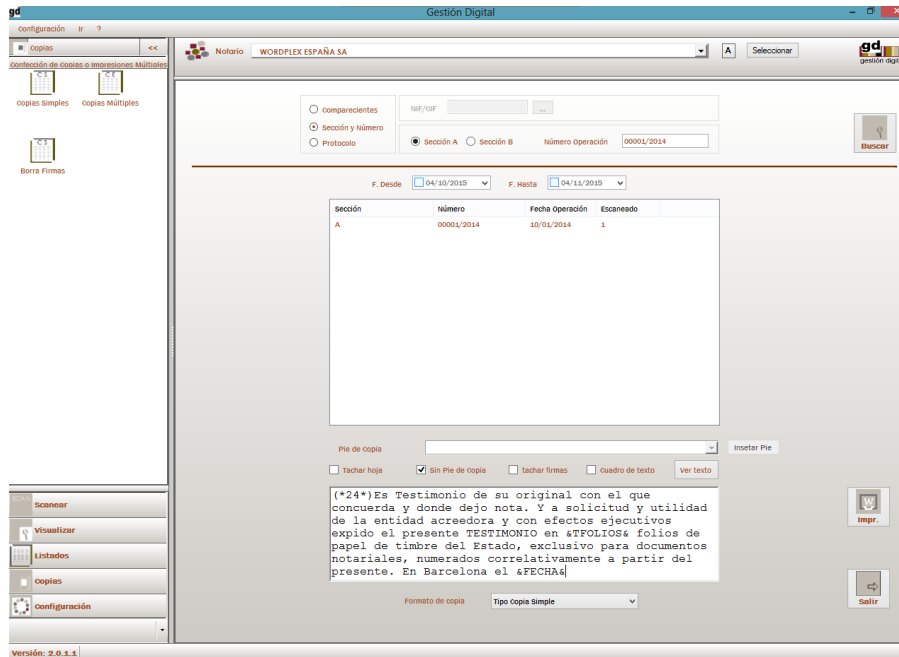 gd
Gestión Digital
Configuración Ir ?
Copias <<
Confección de Copias o Impresiones Múltiples
CS
CE
Copias Simples Copias Múltiples
CS
Borra Firmas
Notario WORDPLEX ESPAÑA SA A Seleccionar
gd
gestión digit
Comparecientes NIF/CIF ...
Sección y Número
Protocolo Sección A Sección B Número Operación 00001/2014
Buscar
F. Desde 04/10/2015 F. Hasta 04/11/2015
Sección Número Fecha Operación Escaneado
A 00001/2014 10/01/2014 1
Pie de Copia Insetar Pie
Tachar hoja Sin Pie de Copia tachar firmas Cuadro de texto Ver texto
(*24*)Es Testimonio de su original con el que
concuerda y donde dejo nota. Y a solicitud y utilidad
de la entidad acreedora y con efectos ejecutivos
expido el presente TESTIMONIO en &TFOLIOS& folios de
papel de timbre del Estado, exclusivo para documentos
notariales, numerados correlativamente a partir del
presente. En Barcelona el &FECHA&
W
Impr.
Formato de copia Tipo Copia Simple
Salir
SCAN
Scanear
Visualizar
Listados
Copias
Configuración
Versión: 2.0.1.1